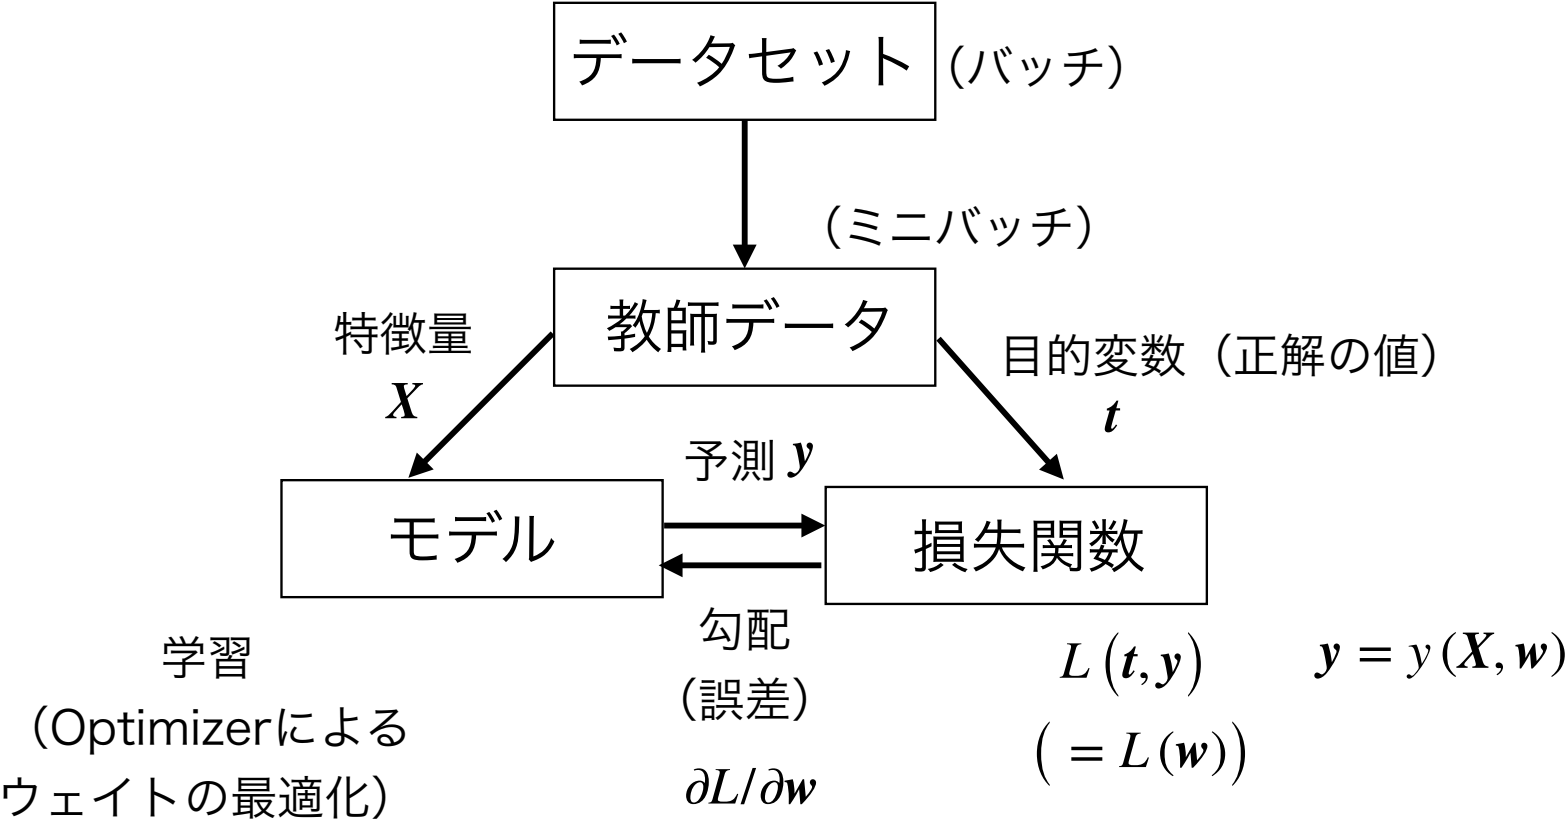 データセット（バッチ）
（ミニバッチ）
教師データ
特徴量
X
目的変数（正解の値）
t
予測 y
モデル
損失関数
勾配
（誤差）
∂L/∂w
学習
（Optimizerによる
ウェイトの最適化）
L(t, y)
( = L(w))
y = y(X, w)